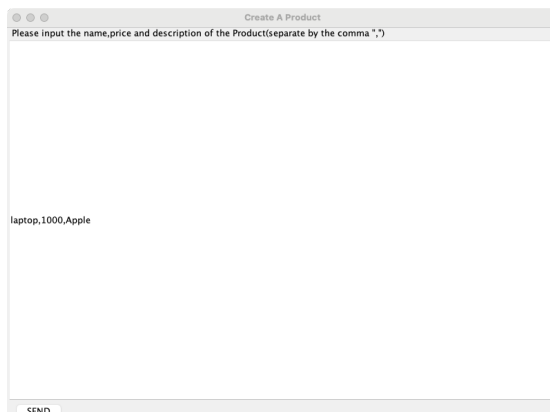 Create A Product
Please input the name,price and description of the Product(separate by the comma ",")
laptop,1000,Apple
SEND